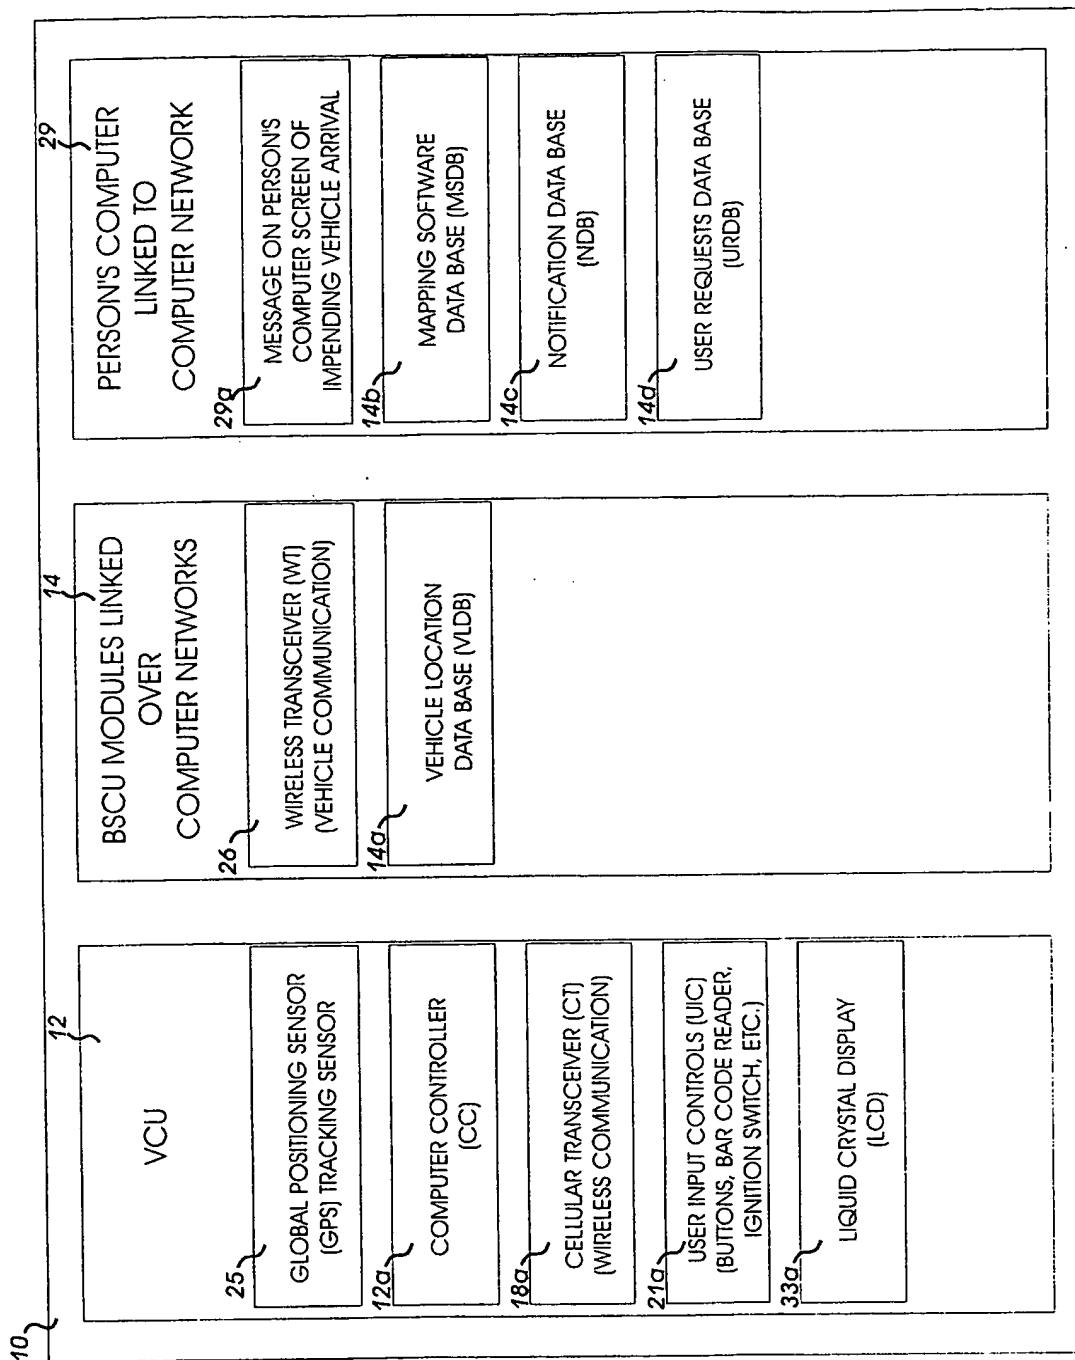 10
12
VCU
25
GLOBAL POSITIONING SENSOR
(GPS) TRACKING SENSOR
12a
COMPUTER CONTROLLER
(CC)
18a
CELLULAR TRANSCEIVER (CT)
(WIRELESS COMMUNICATION)
21a
USER INPUT CONTROLS (UIC)
(BUTTONS, BAR CODE READER,
IGNITION SWITCH, ETC.)
33a
LIQUID CRYSTAL DISPLAY
(LCD)
14
BSCU MODULES LINKED
OVER
COMPUTER NETWORKS
26
WIRELESS TRANSCEIVER (WT)
(VEHICLE COMMUNICATION)
14a
VEHICLE LOCATION
DATA BASE (VLDB)
29
PERSON'S COMPUTER
LINKED TO
COMPUTER NETWORK
29a
MESSAGE ON PERSON'S
COMPUTER SCREEN OF
IMPENDING VEHICLE ARRIVAL
14b
MAPPING SOFTWARE
DATA BASE (MSDB)
14c
NOTIFICATION DATA BASE
(NDB)
14d
USER REQUESTS DATA BASE
(URDB)